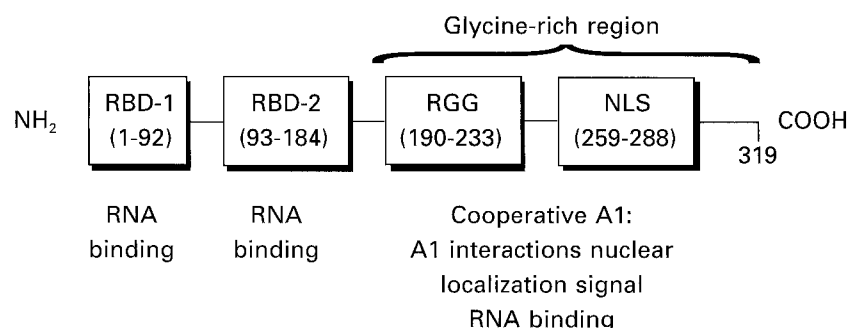 Glycine-rich region
NH₂
RBD-1
(1-92)
RBD-2
(93-184)
RGG
(190-233)
NLS
(259-288)
319
COOH
RNA
binding
RNA
binding
Cooperative A1:
A1 interactions nuclear
localization signal
RNA binding